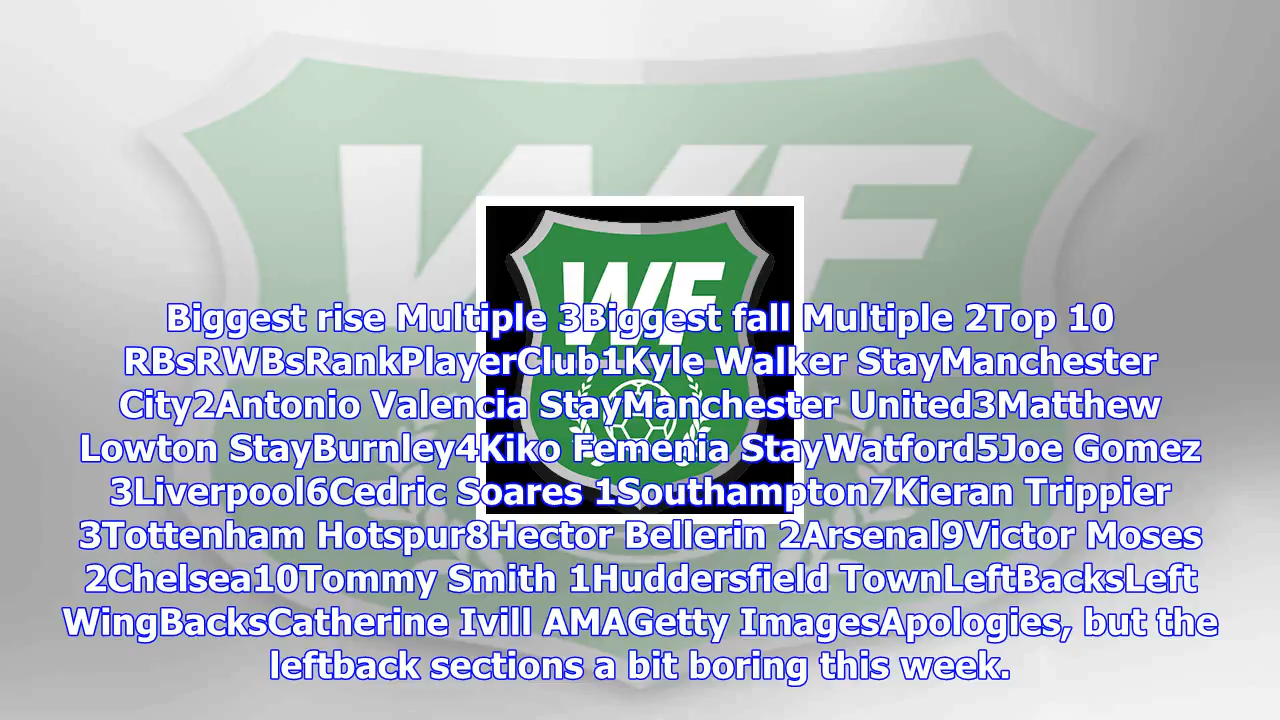 WF
WF
Biggest rise Multiple 3Biggest fall Multiple 2Top 10
RBsRWBsRankPlayerClub1Kyle Walker StayManchester
City2Antonio Valencia StayManchester United3Matthew
Lowton StayBurnley4Kiko Femenia StayWatford5Joe Gomez
3Liverpool6Cedric Soares 1Southampton7Kieran Trippier
3Tottenham Hotspur8Hector Bellerin 2Arsenal9Victor Moses
2Chelsea10Tommy Smith 1Huddersfield TownLeftBacksLeft
WingBacksCatherine Ivill AMAGetty ImagesApologies, but the
leftback sections a bit boring this week.